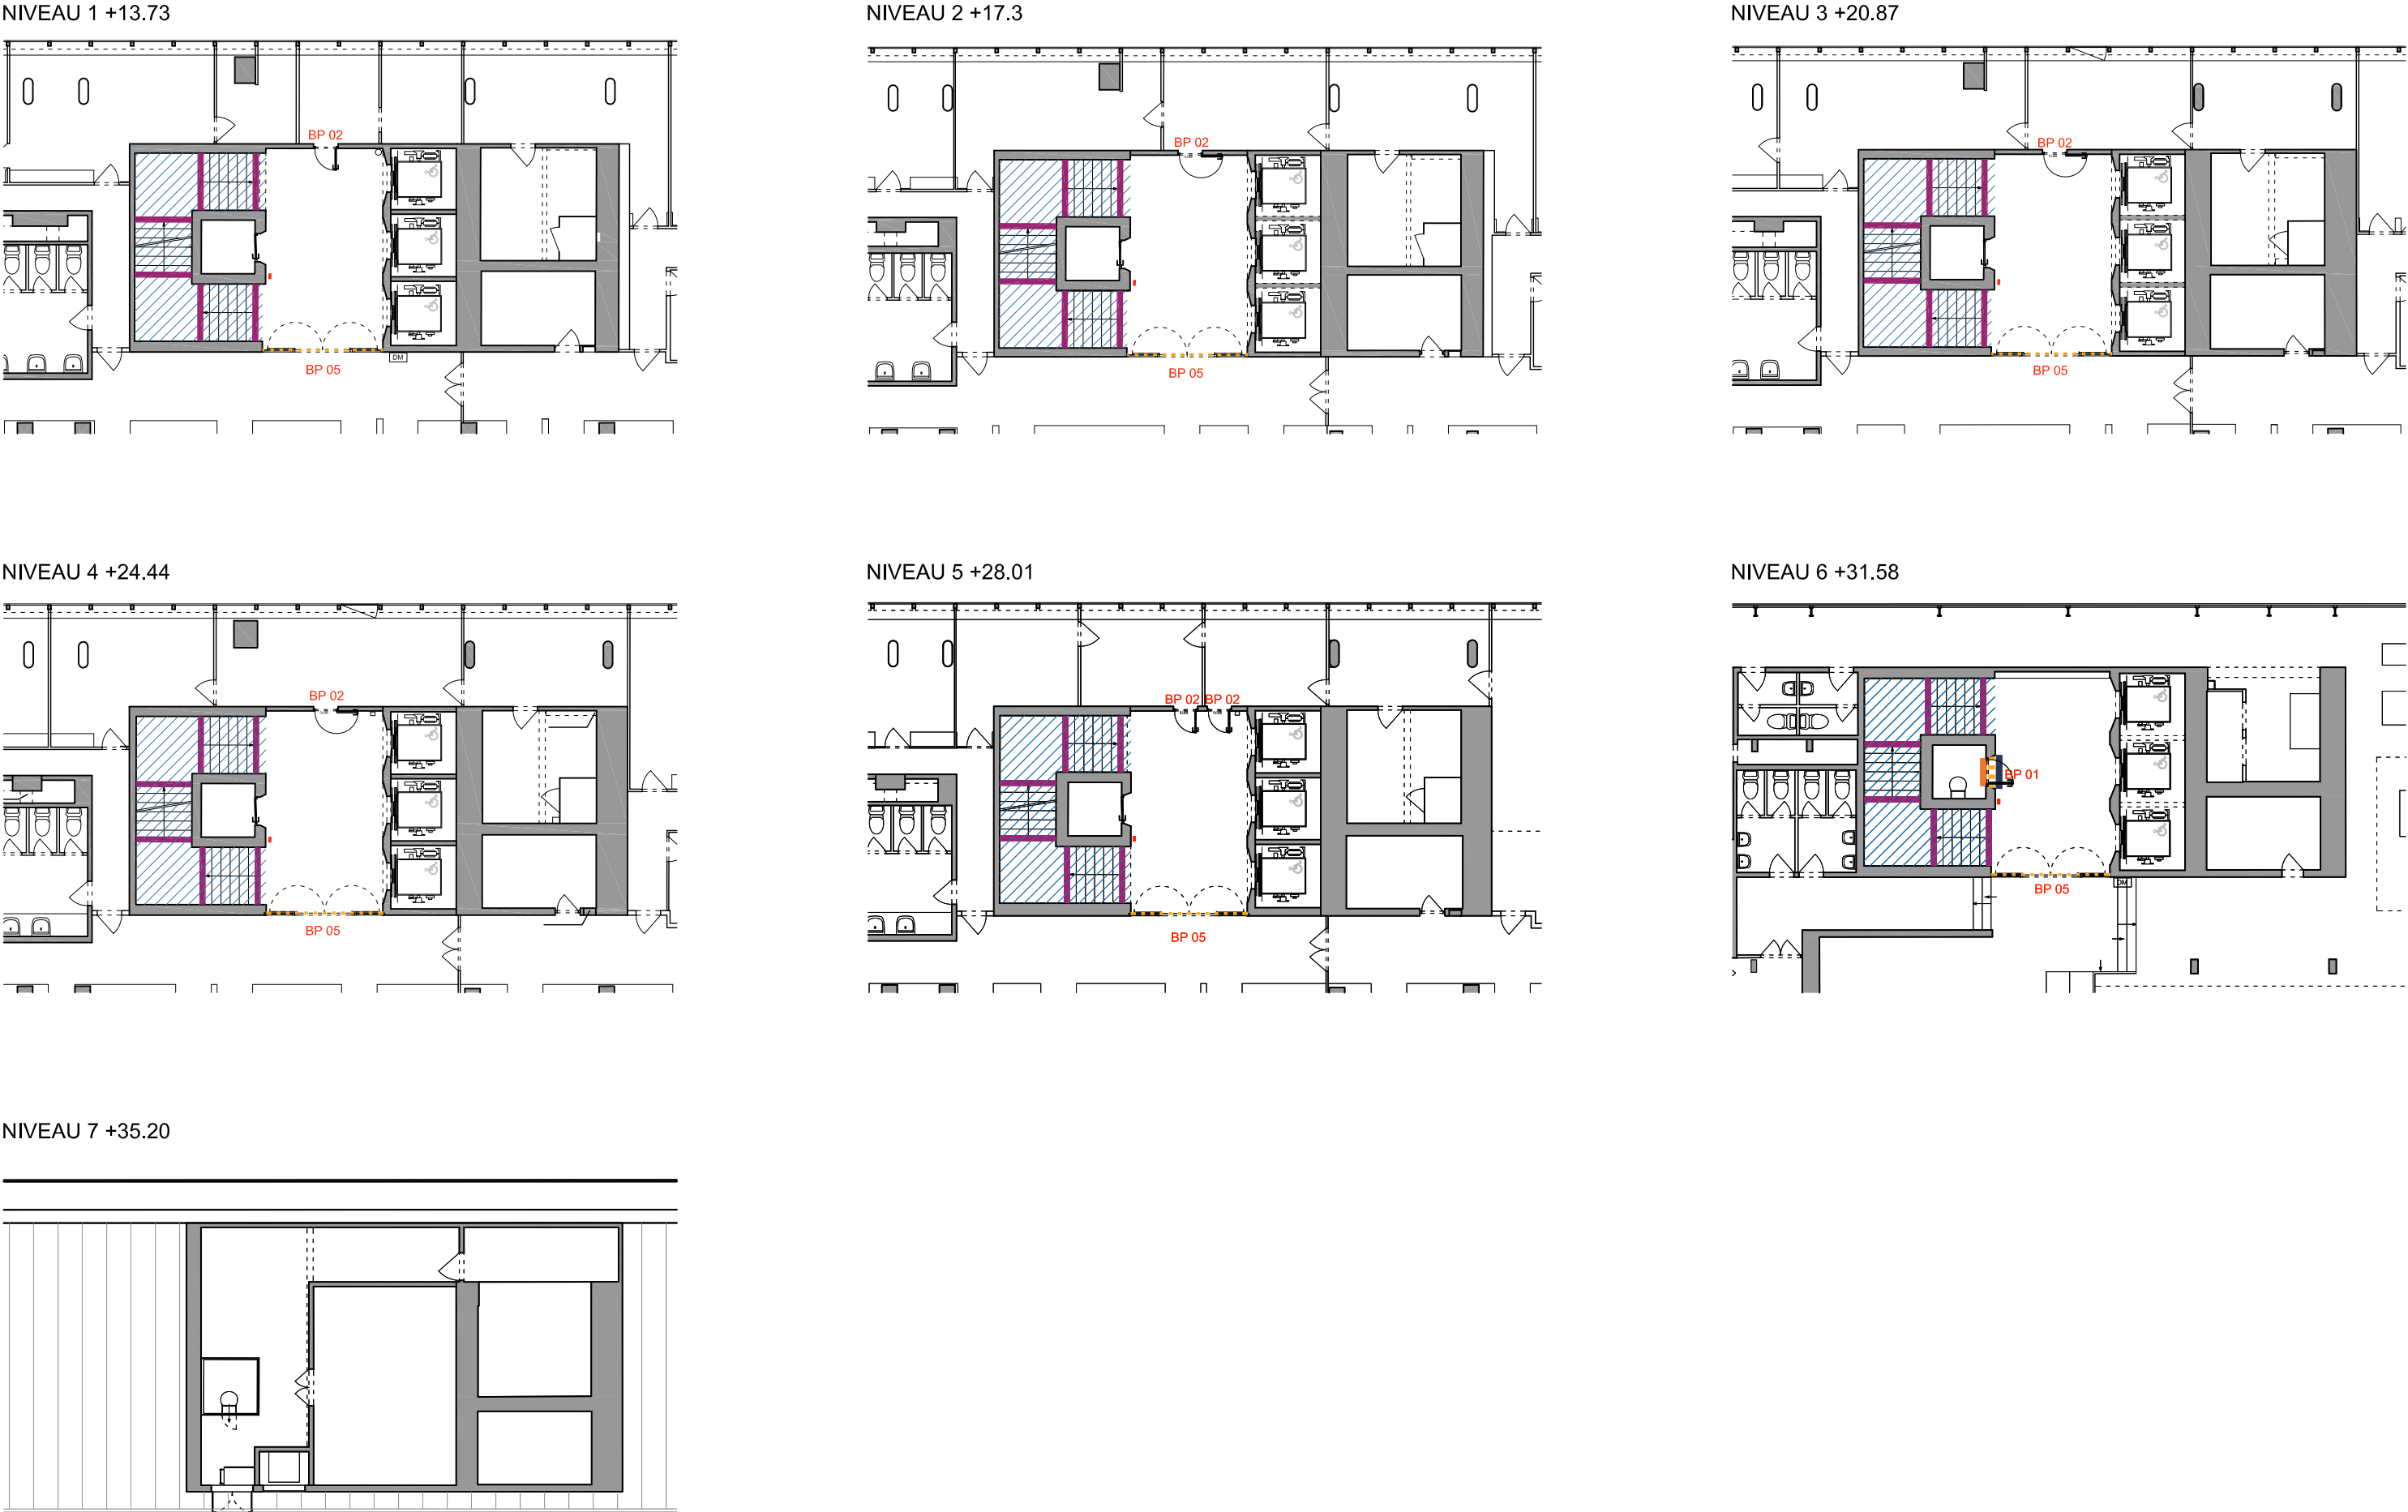 NIVEAU 1 +13.73
NIVEAU 2 +17.3
NIVEAU 3 +20.87
BP 02
BP 02
BP 02
DM
BP 05
BP 05
BP 05
NIVEAU 4 +24.44
NIVEAU 5 +28.01
NIVEAU 6 +31.58
BP 02
BP 02
BP 02
BP 01
BP 05
BP 05
BP 05
DM
NIVEAU 7 +35.20